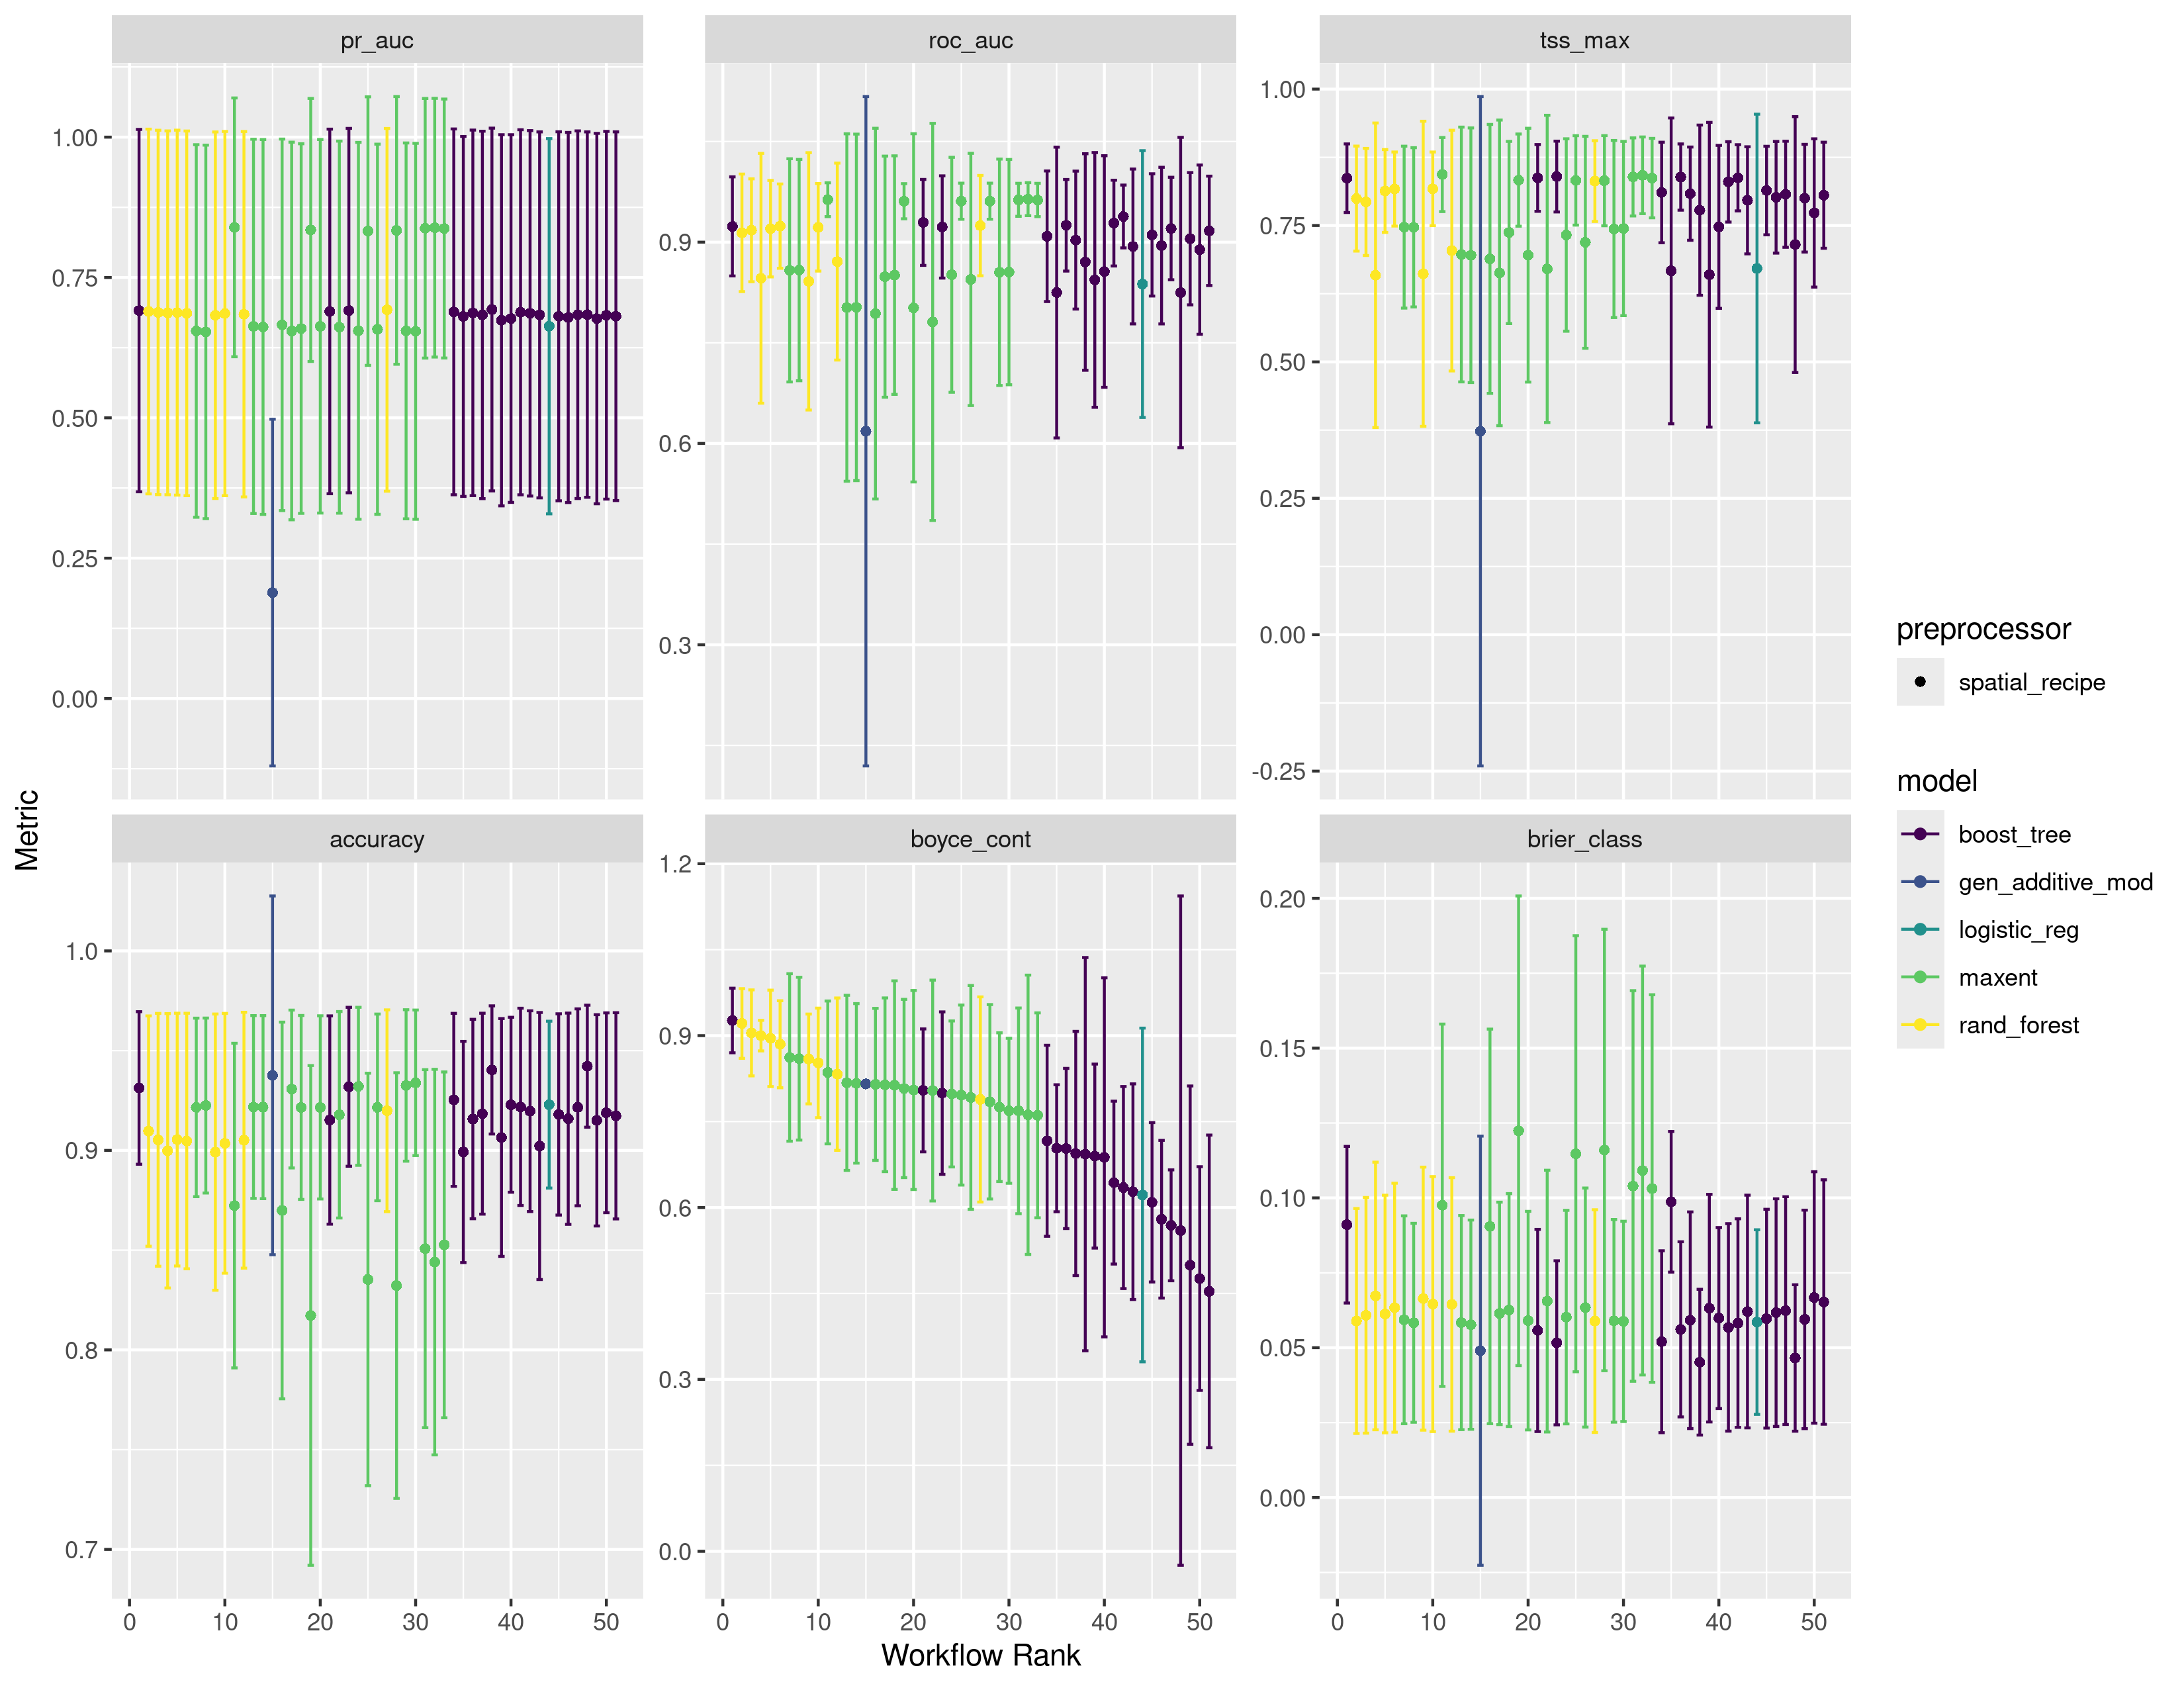 pr_auc
roc_auc
tss_max
1.00
0.75
0.50
0.25
0.00
0.9
0.6
0.3
1.00
0.75
0.50
0.25
0.00
-0.25
accuracy
boyce_cont
brier_class
1.0
0.9
0.8
0.7
1.2
0.9
0.6
0.3
0.0
0.20
0.15
0.10
0.05
0.00
0 10 20 30 40 50
0 10 20 30 40 50
0 10 20 30 40 50
Workflow Rank
Metric
preprocessor
spatial_recipe
model
boost_tree
gen_additive_mod
logistic_reg
maxent
rand_forest